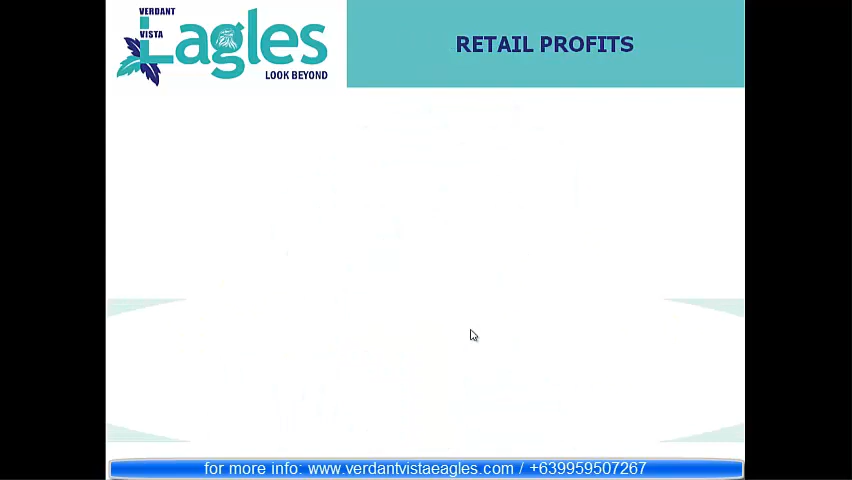 VERDANT
VISTA
Eagles
LOOK BEYOND
RETAIL PROFITS
for more info: www.verdantvistaeagles.com / +639959507267